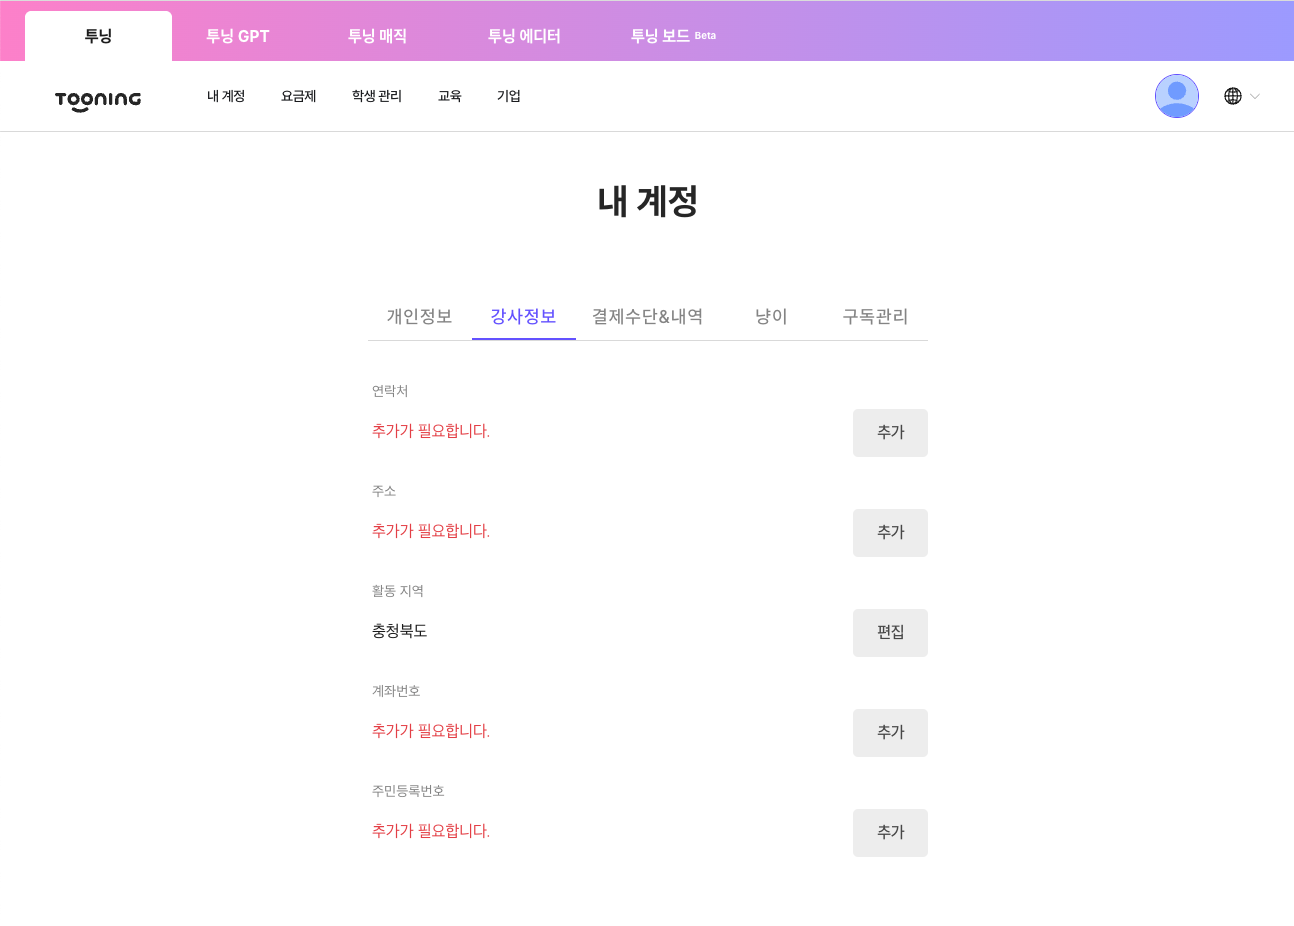 투닝 투닝 GPT 투닝 매직 투닝 에디터 투닝 보드 Beta
TOONING 내 계정 요금제 학생 관리 교육 기업
내 계정
개인정보 강사정보 결제수단&내역 냥이 구독관리
연락처
추가가 필요합니다. 추가
주소
추가가 필요합니다. 추가
활동 지역
충청북도 편집
계좌번호
추가가 필요합니다. 추가
주민등록번호
추가가 필요합니다. 추가